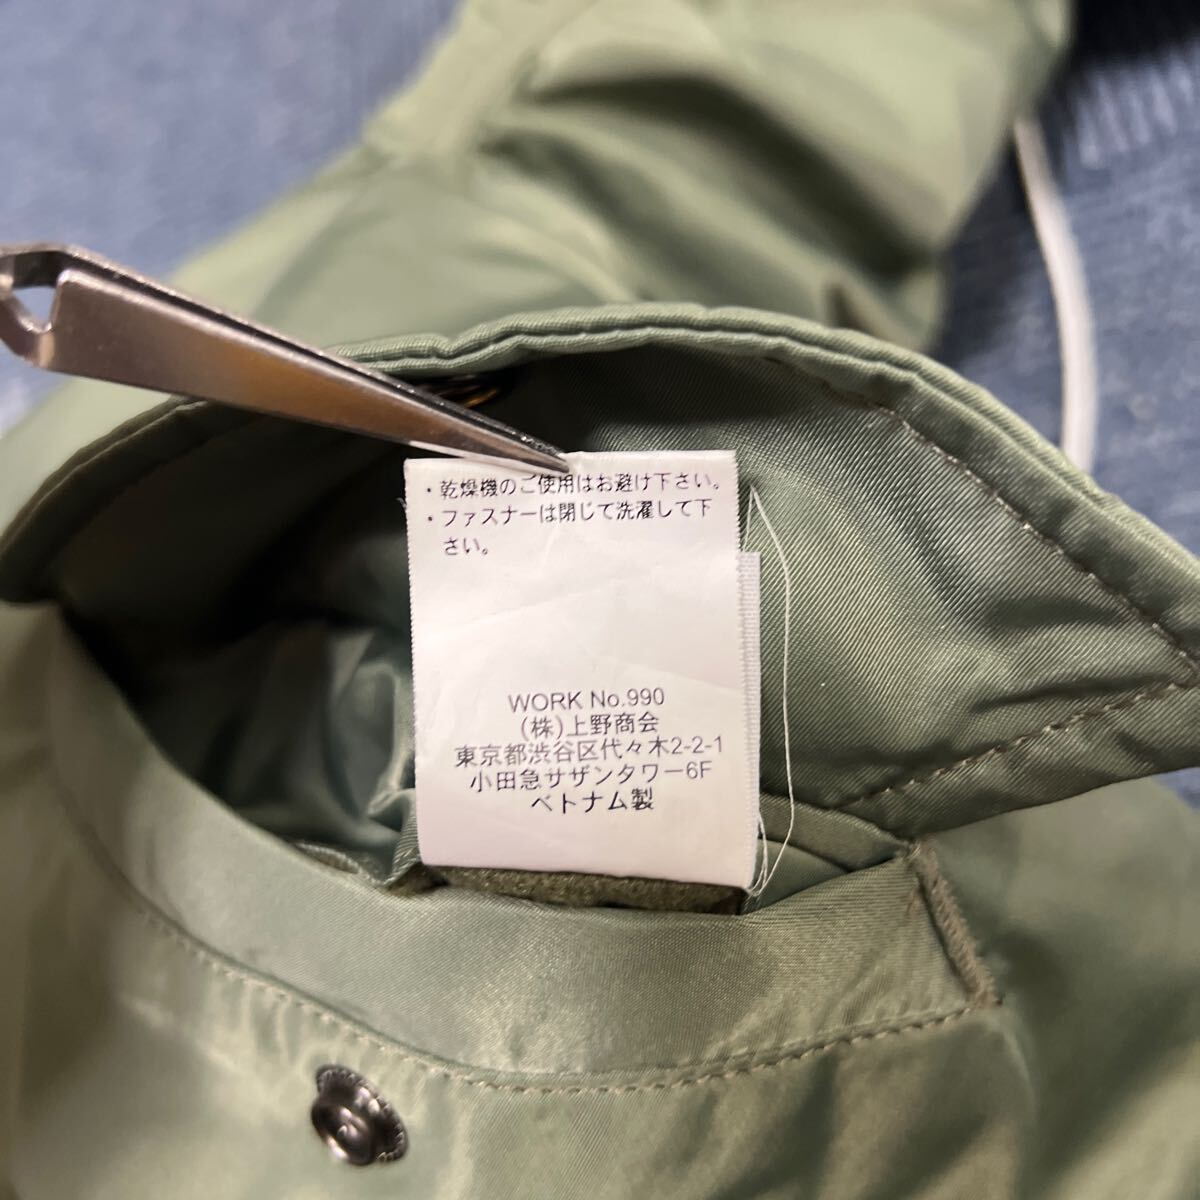 ・乾燥機のご使用はお避け下さい。
・ファスナーは閉じて洗濯して下
さい。
WORK No.990
(株)上野商会
東京都渋谷区代々木2-2-1
小田急サザンタワー6F
ベトナム製